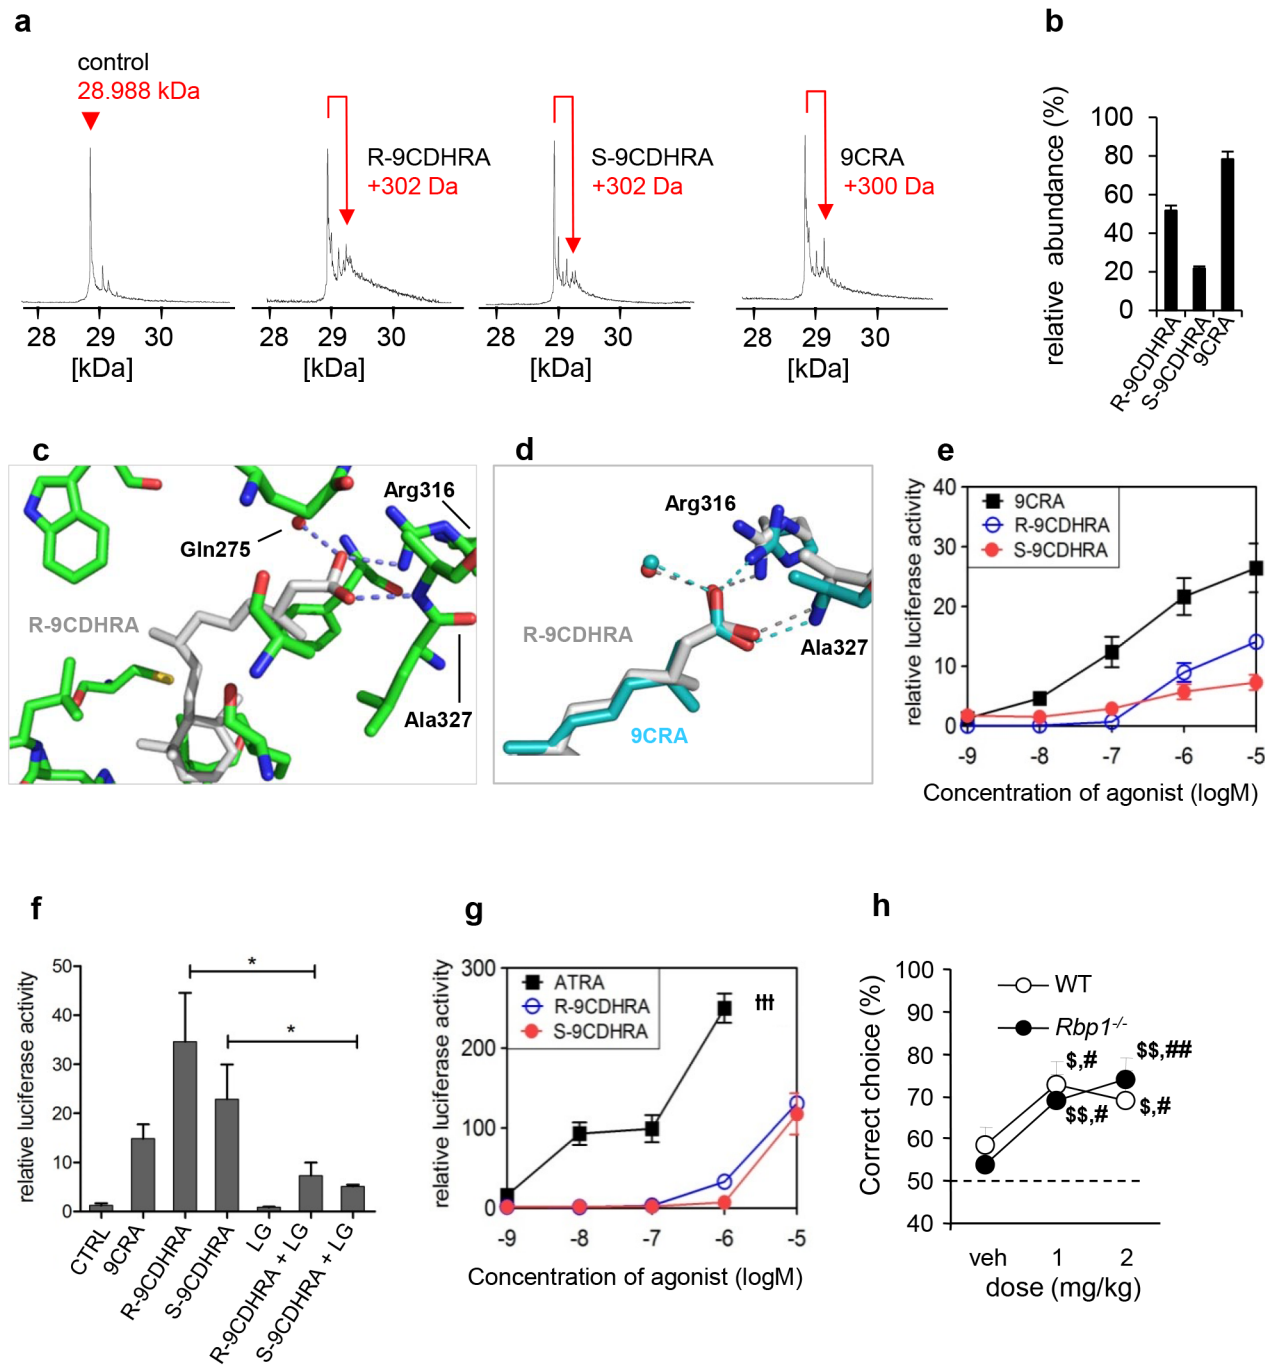 a
control
28.988 kDa
R-9CDHRA
+302 Da
S-9CDHRA
+302 Da
9CRA
+300 Da
28 29 30
[kDa]
28 29 30
[kDa]
28 29 30
[kDa]
28 29 30
[kDa]
b
relative abundance (%)
100
80
60
40
20
0
R-9CDHRA
S-9CDHRA
9CRA
c
Arg316
Gln275
R-9CDHRA
Ala327
d
Arg316
R-9CDHRA
Ala327
9CRA
e
relative luciferase activity
40
30
20
10
0
9CRA
R-9CDHRA
S-9CDHRA
-9 -8 -7 -6 -5
Concentration of agonist (logM)
f
relative luciferase activity
50
40
30
20
10
0
*
*
CTRL
9CRA
R-9CDHRA
S-9CDHRA
LG
R-9CDHRA + LG
S-9CDHRA + LG
g
relative luciferase activity
300
200
100
0
ATRA
R-9CDHRA
S-9CDHRA
ƗƗƗ
-9 -8 -7 -6 -5
Concentration of agonist (logM)
h
Correct choice (%)
100
90
80
70
60
50
40
WT
Rbp1-/-
$,#
$$,##
$$,#
$,#
veh 1 2
dose (mg/kg)